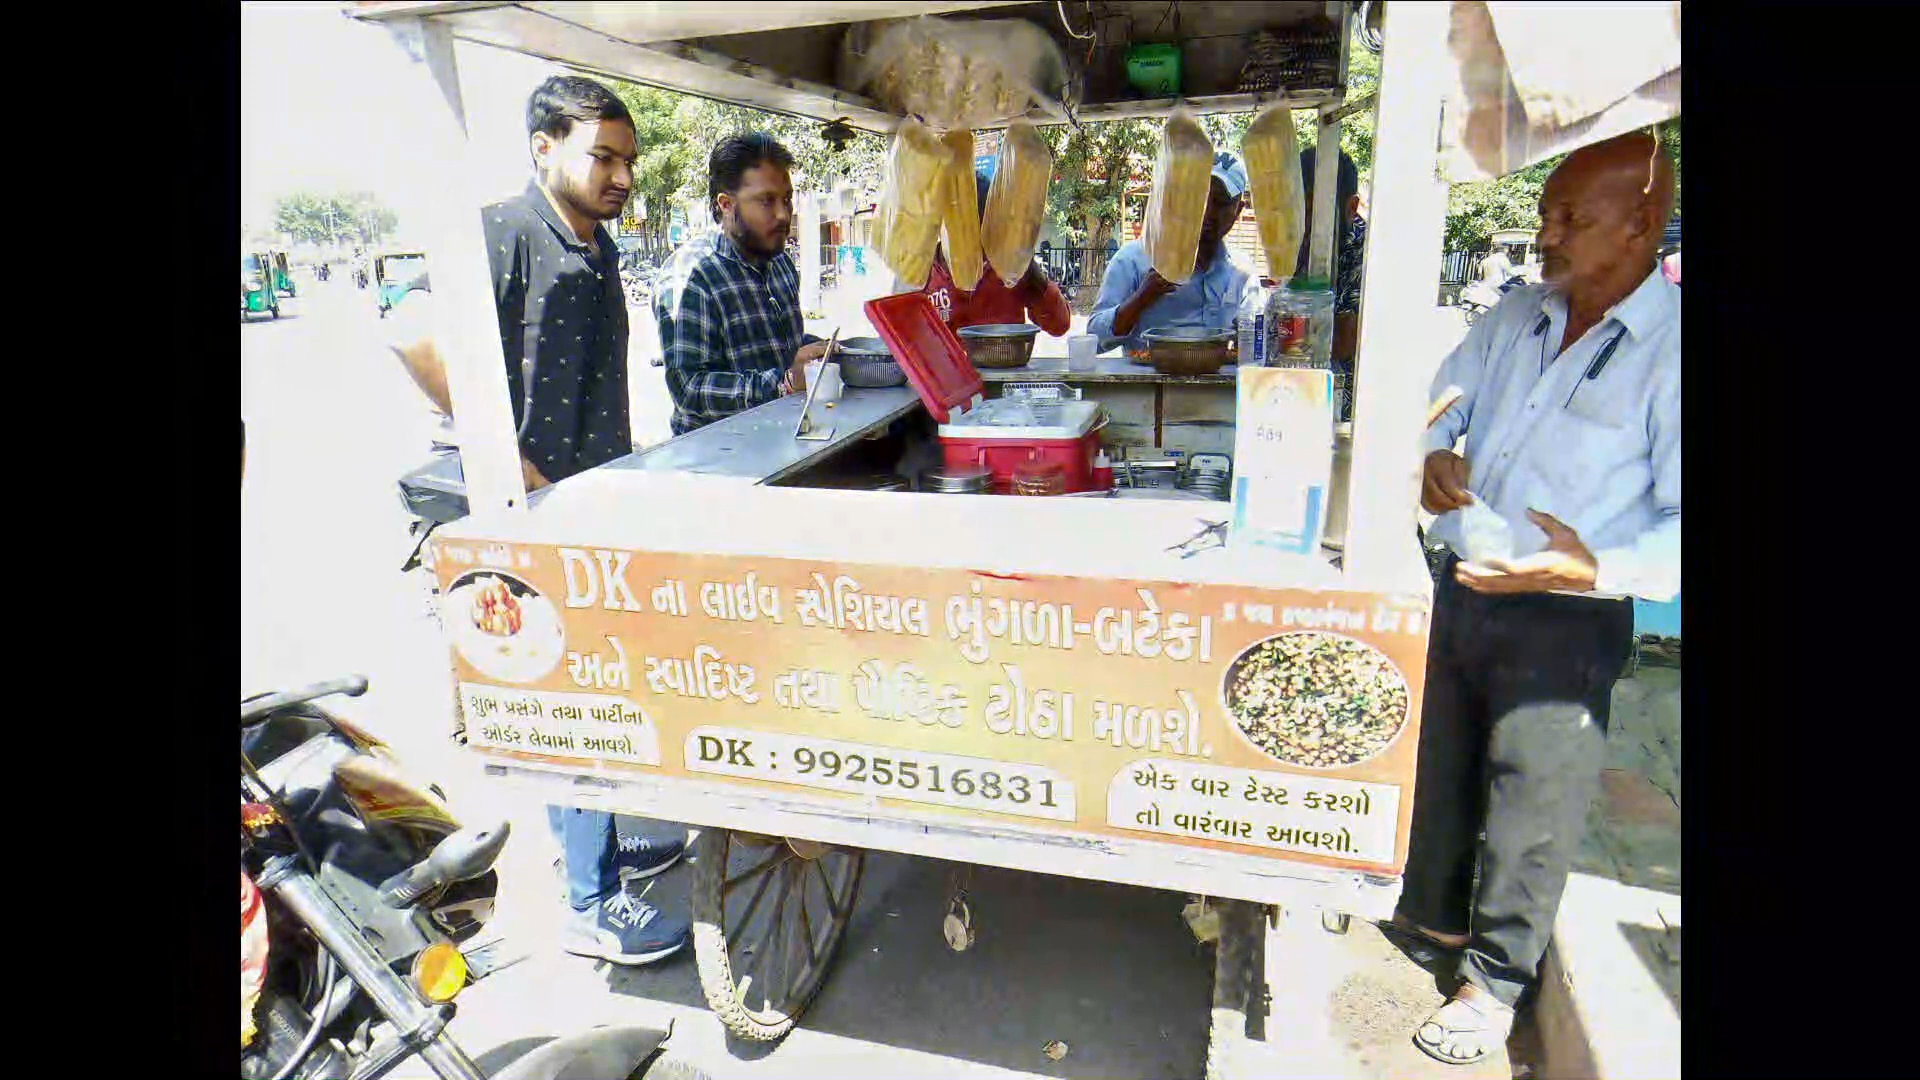 DK ના લાઈવ સ્પેશિયલ ભુંગળા-બટેકા
અને સ્વાદિષ્ટ તથા પૌષ્ટિક ટોઠા મળશે.
શુભ પ્રસંગે તથા પાર્ટીના
ઓર્ડર લેવામાં આવશે.
DK : 9925516831
એક વાર ટેસ્ટ કરશો
તો વારંવાર આવશો.